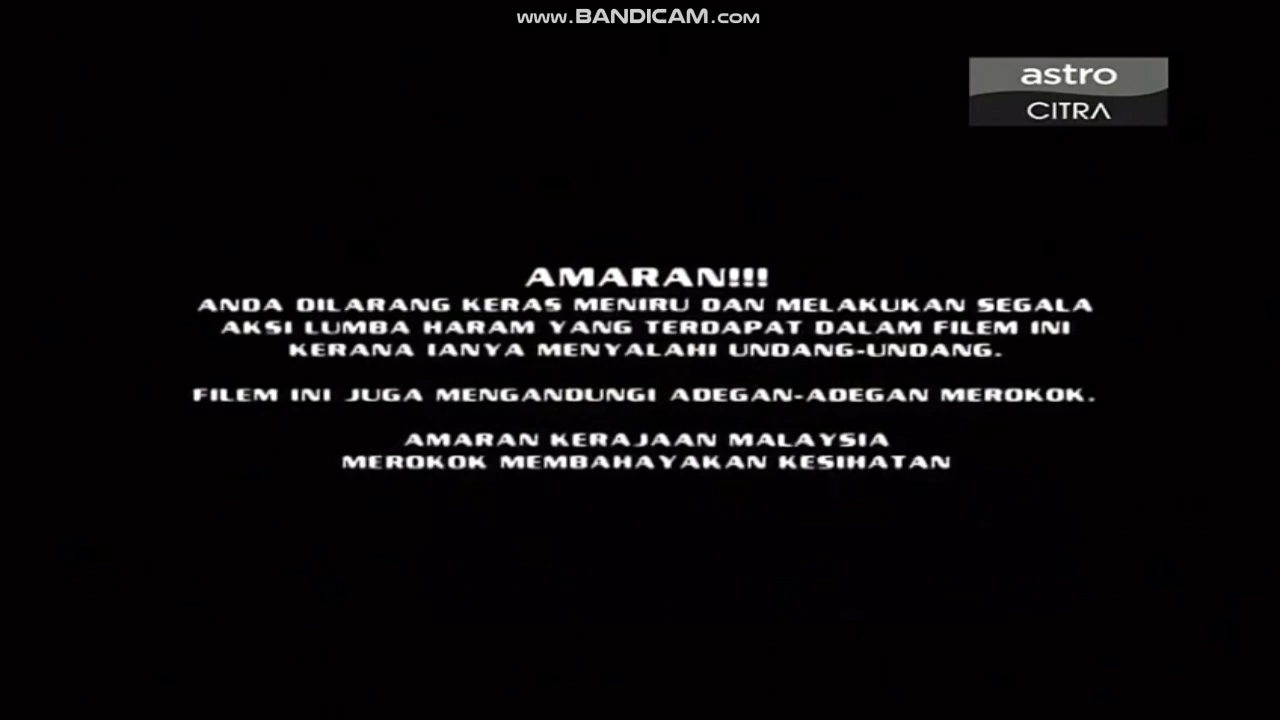 www.BANDICAM.com
astro
CITRA
AMARAN!!!
ANDA DILARANG KERAS MENIRU DAN MELAKUKAN SEGALA
AKSI LUMBA HARAM YANG TERDAPAT DALAM FILEM INI
KERANA IANYA MENYALAHI UNDANG-UNDANG.
FILEM INI JUGA MENGANDUNGI ADEGAN-ADEGAN MEROKOK.
AMARAN KERAJAAN MALAYSIA
MEROKOK MEMBAHAYAKAN KESIHATAN